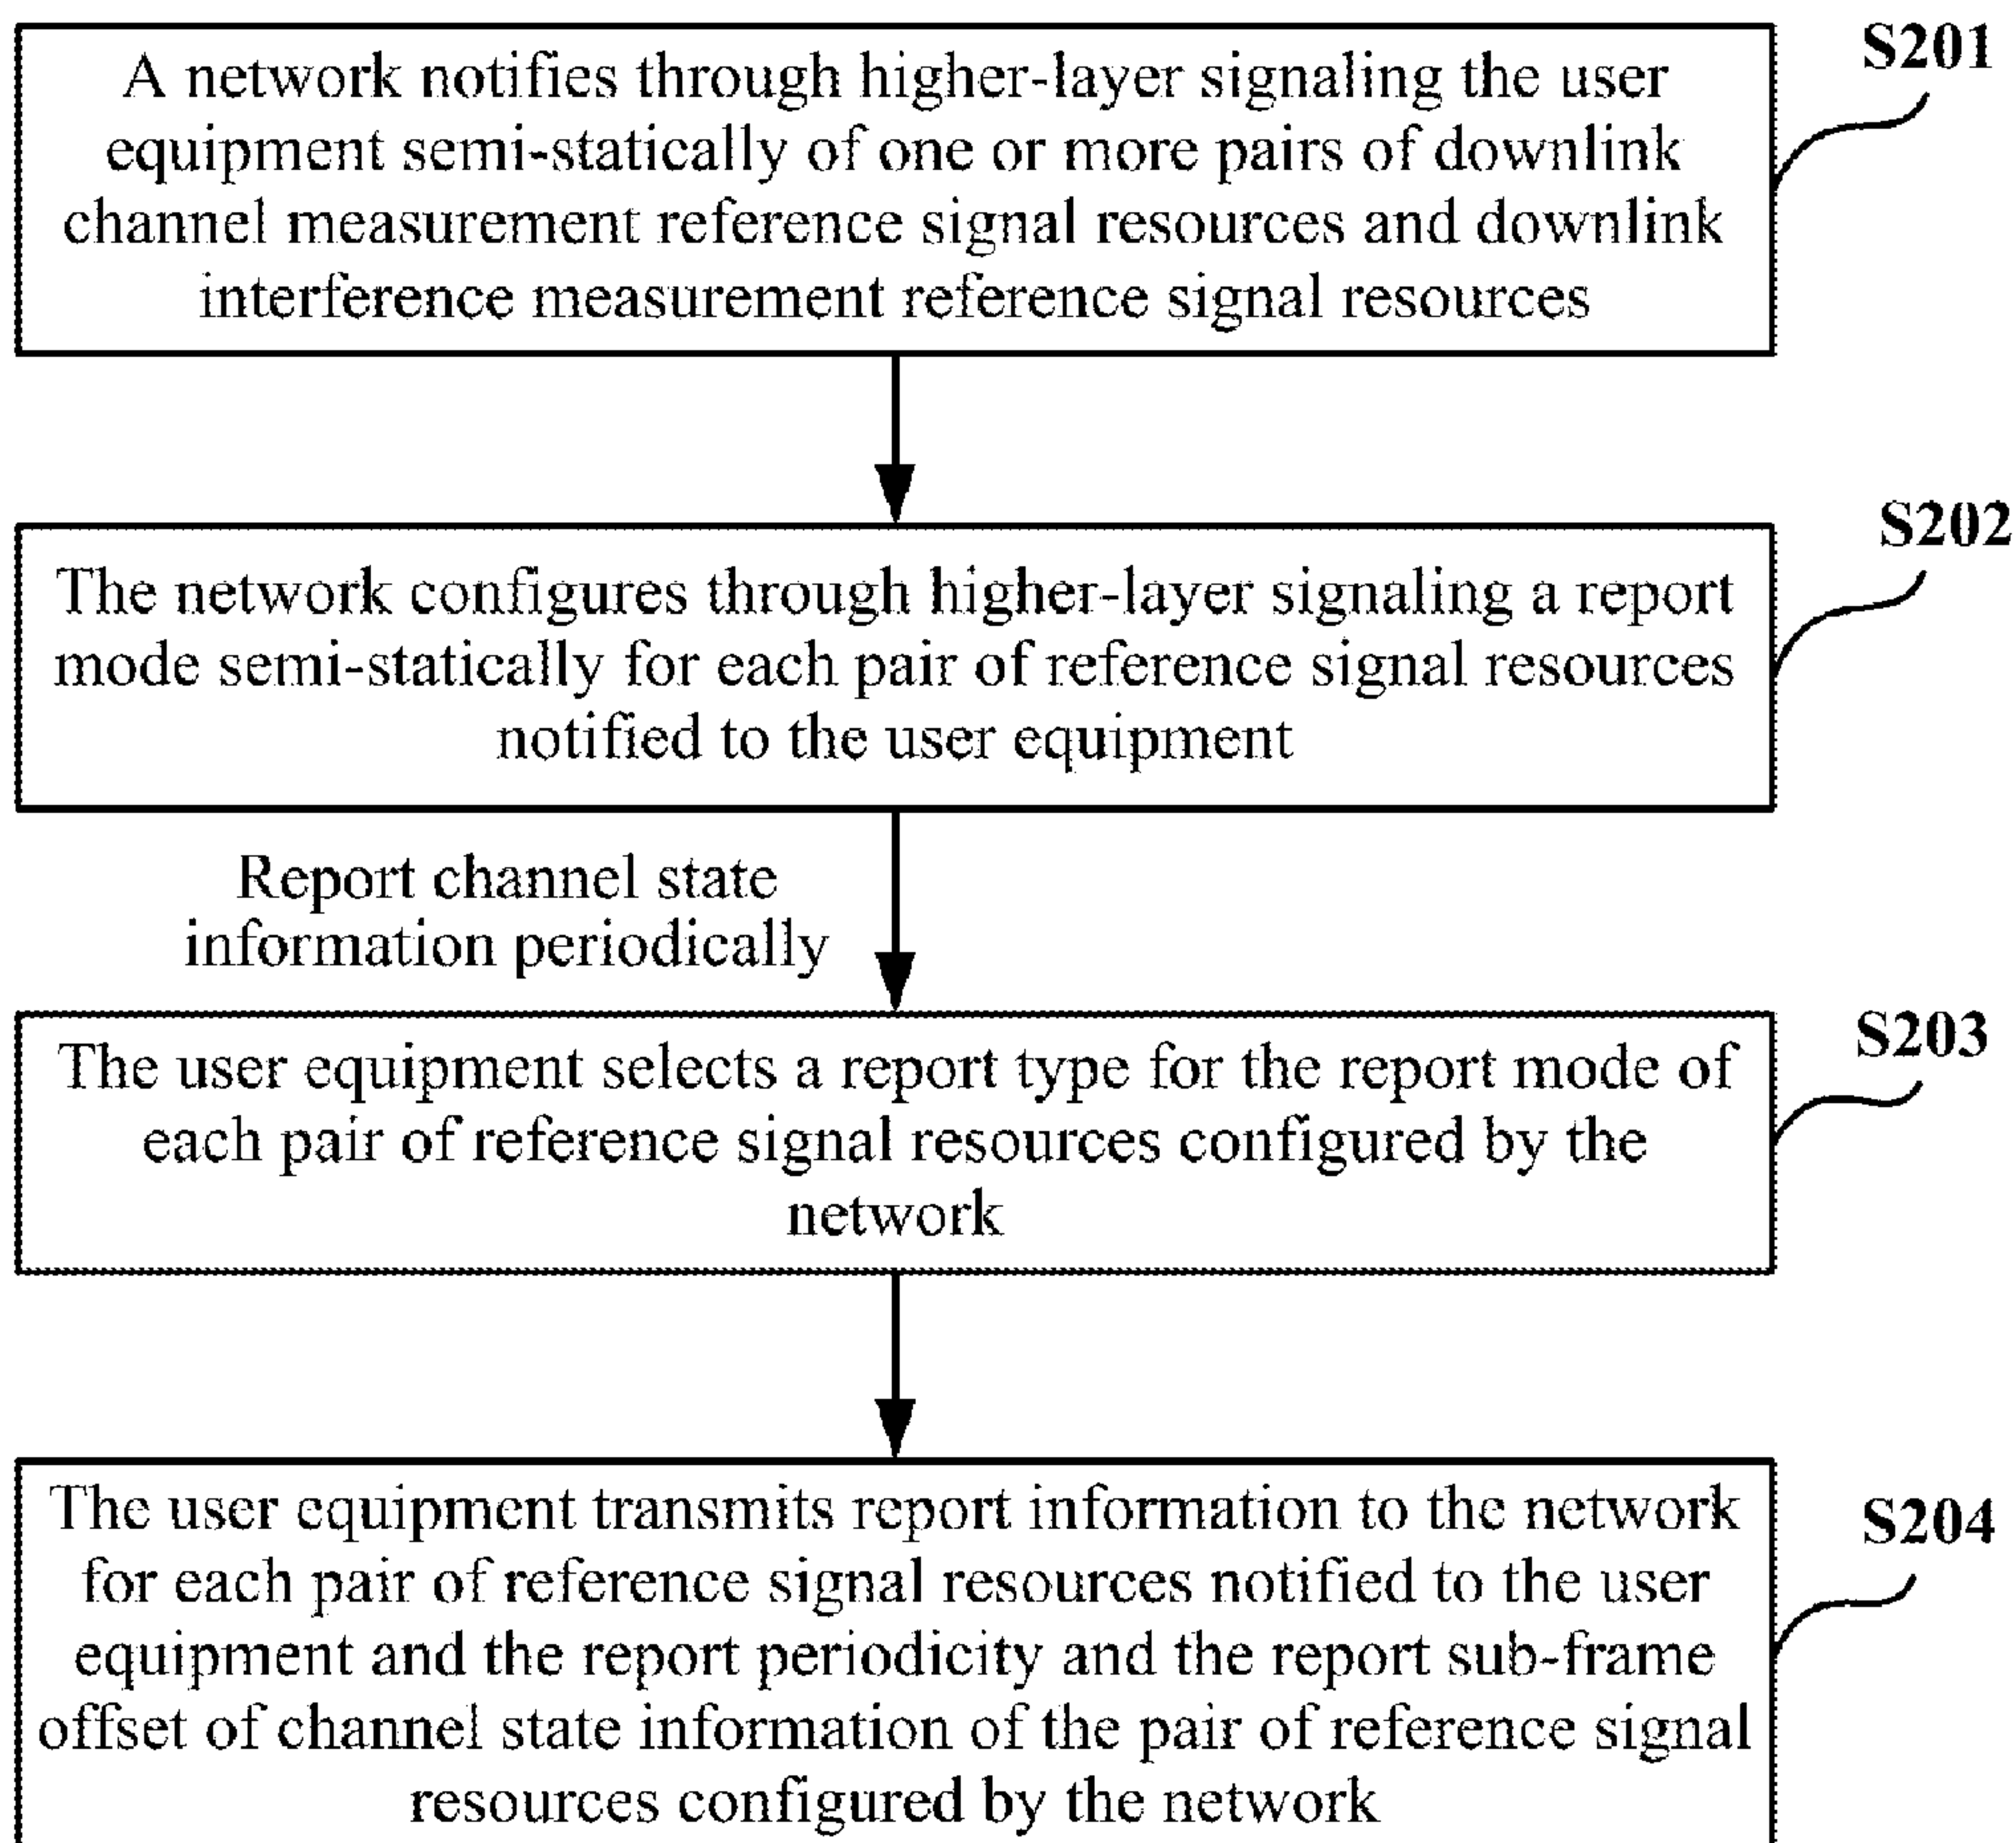 A network notifies through higher-layer signaling the user
equipment semi-statically of one or more pairs of downlink
channel measurement reference signal resources and downlink
interference measurement reference signal resources
S201
The network configures through higher-layer signaling a report
mode semi-statically for each pair of reference signal resources
notified to the user equipment
S202
Report channel state
information periodically
The user equipment selects a report type for the report mode of
each pair of reference signal resources configured by the
network
S203
The user equipment transmits report information to the network
for each pair of reference signal resources notified to the user
equipment and the report periodicity and the report sub-frame
offset of channel state information of the pair of reference signal
resources configured by the network
S204